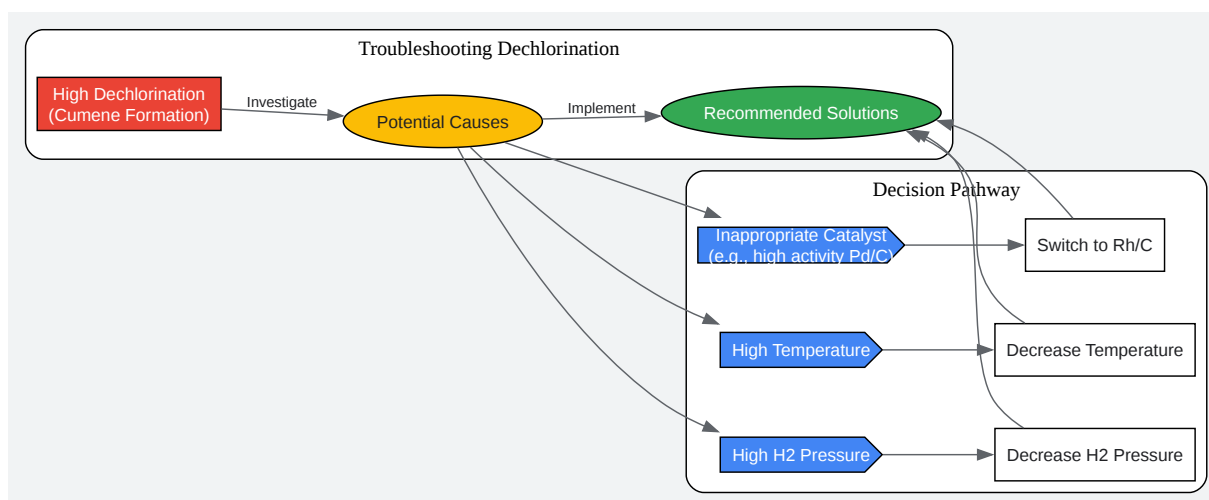 Troubleshooting Dechlorination
High Dechlorination
(Cumene Formation)
Investigate
Potential Causes
Implement
Recommended Solutions
Decision Pathway
Inappropriate Catalyst
(e.g., high activity Pd/C)
Switch to Rh/C
High Temperature
Decrease Temperature
High H2 Pressure
Decrease H2 Pressure